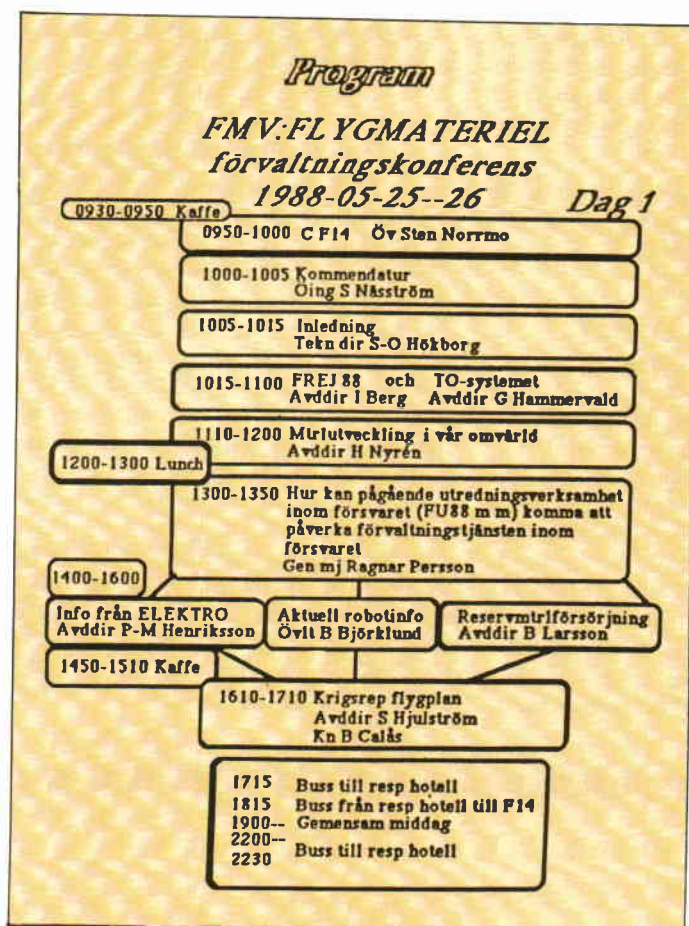 Program
FMV:FLYGMATERIEL
förvaltningskonferens
1988-05-25--26
Dag 1
0930-0950 Kaffe
0950-1000 C F14 Öv Sten Norrmo
1000-1005 Kommendatur
Öing S Näsström
1005-1015 Inledning
Tekn dir S-O Hökborg
1015-1100 FREJ 88 och TO-systemet
Avddir I Berg Avddir G Hammervald
1110-1200 Mtrlutveckling i vår omvärld
Avddir H Nyrén
1200-1300 Lunch
1300-1350 Hur kan pågående utredningsverksamhet
inom försvaret (FU88 m m) komma att
påverka förvaltningstjänsten inom
försvaret
Gen mj Ragnar Persson
1400-1600
Info från ELEKTRO
Avddir P-M Henriksson
Aktuell robotinfo
Övlt B Björklund
Reservmtrlförsörjning
Avddir B Larsson
1450-1510 Kaffe
1610-1710 Krigsrep flygplan
Avddir S Hjulström
Kn B Calås
1715 Buss till resp hotell
1815 Buss från resp hotell till F14
1900-- Gemensam middag
2200--
2230 Buss till resp hotell